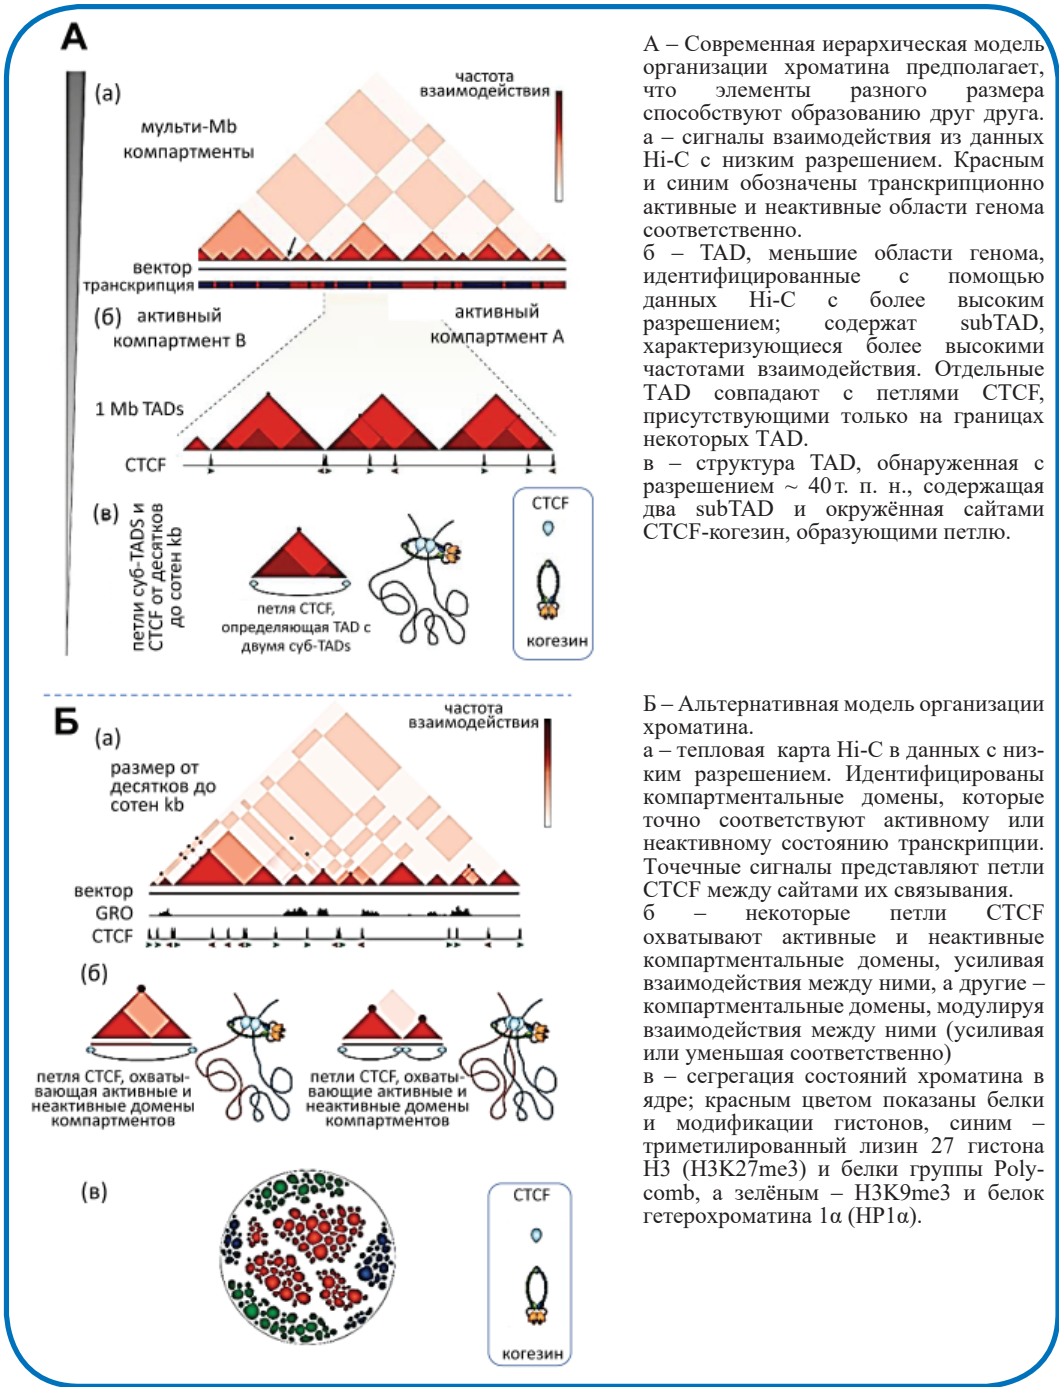 А
(а)
частота
взаимодействия
мульти-Mb
компартменты
вектор
транскрипция
(б)
активный
компартмент B
активный
компартмент A
1 Mb TADs
CTCF
(в)
петли суб-TADS и
CTCF от десятков
до сотен kb
петля CTCF,
определяющая TAD с
двумя суб-TADs
CTCF
когезин
А – Современная иерархическая модель
организации хроматина предполагает,
что элементы разного размера
способствуют образованию друг друга.
а – сигналы взаимодействия из данных
Hi-C с низким разрешением. Красным
и синим обозначены транскрипционно
активные и неактивные области генома
соответственно.
б – TAD, меньшие области генома,
идентифицированные с помощью
данных Hi-C с более высоким
разрешением; содержат subTAD,
характеризующиеся более высокими
частотами взаимодействия. Отдельные
TAD совпадают с петлями CTCF,
присутствующими только на границах
некоторых TAD.
в – структура TAD, обнаруженная с
разрешением ~ 40 т. п. н., содержащая
два subTAD и окружённая сайтами
CTCF-когезин, образующими петлю.
Б
(а)
частота
взаимодействия
размер от
десятков до
сотен kb
вектор
GRO
CTCF
(б)
петля CTCF, охваты-
вающая активные и
неактивные домены
компартментов
петли CTCF, охваты-
вающие активные и
неактивные домены
компартментов
(в)
CTCF
когезин
Б – Альтернативная модель организации
хроматина.
а – тепловая карта Hi-C в данных с низ-
ким разрешением. Идентифицированы
компартментальные домены, которые
точно соответствуют активному или
неактивному состоянию транскрипции.
Точечные сигналы представляют петли
CTCF между сайтами их связывания.
б – некоторые петли CTCF
охватывают активные и неактивные
компартментальные домены, усиливая
взаимодействия между ними, а другие –
компартментальные домены, модулируя
взаимодействия между ними (усиливая
или уменьшая соответственно)
в – сегрегация состояний хроматина в
ядре; красным цветом показаны белки
и модификации гистонов, синим –
триметилированный лизин 27 гистона
H3 (H3K27me3) и белки группы Poly-
comb, а зелёным – H3K9me3 и белок
гетерохроматина 1α (HP1α).